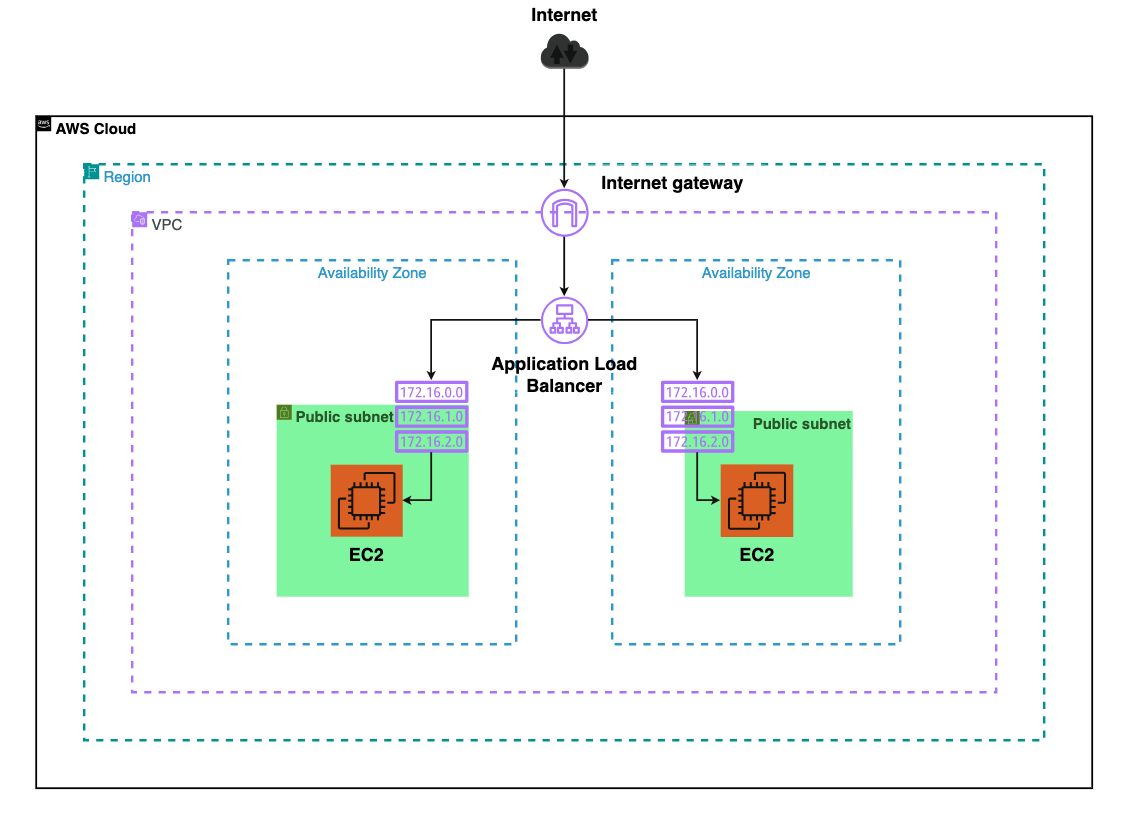 Internet
aws
AWS Cloud
Region
Internet gateway
VPC
Availability Zone
Availability Zone
Application Load
Balancer
172.16.0.0
172.16.1.0
172.16.2.0
Public subnet
EC2
172.16.0.0
172.16.1.0
172.16.2.0
Public subnet
EC2